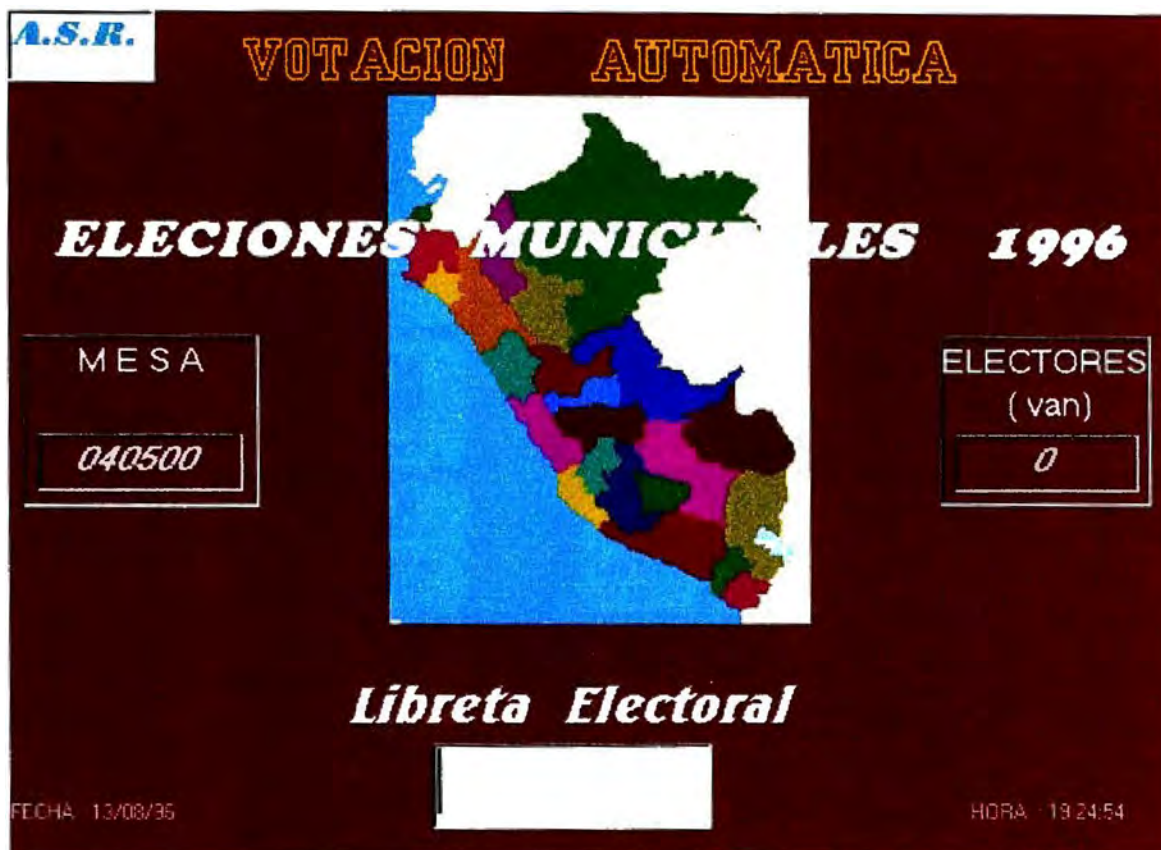 A.S.R.
VOTACION AUTOMATICA
ELECIONES MUNICIPALES 1996
MESA
040500
ELECTORES
(van)
0
Libreta Electoral
FECHA 13/08/96
HORA 19:24:54